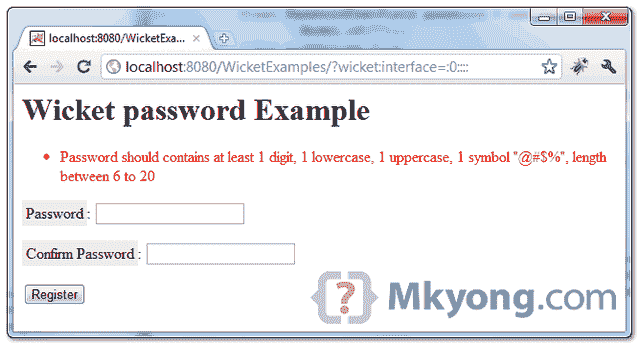 localhost:8080/WicketExa...
localhost:8080/WicketExamples/?wicket:interface=:0::::
Wicket password Example
Password should contains at least 1 digit, 1 lowercase, 1 uppercase, 1 symbol "@#$%", length
between 6 to 20
Password :
Confirm Password :
Register
{?} Mkyong.com